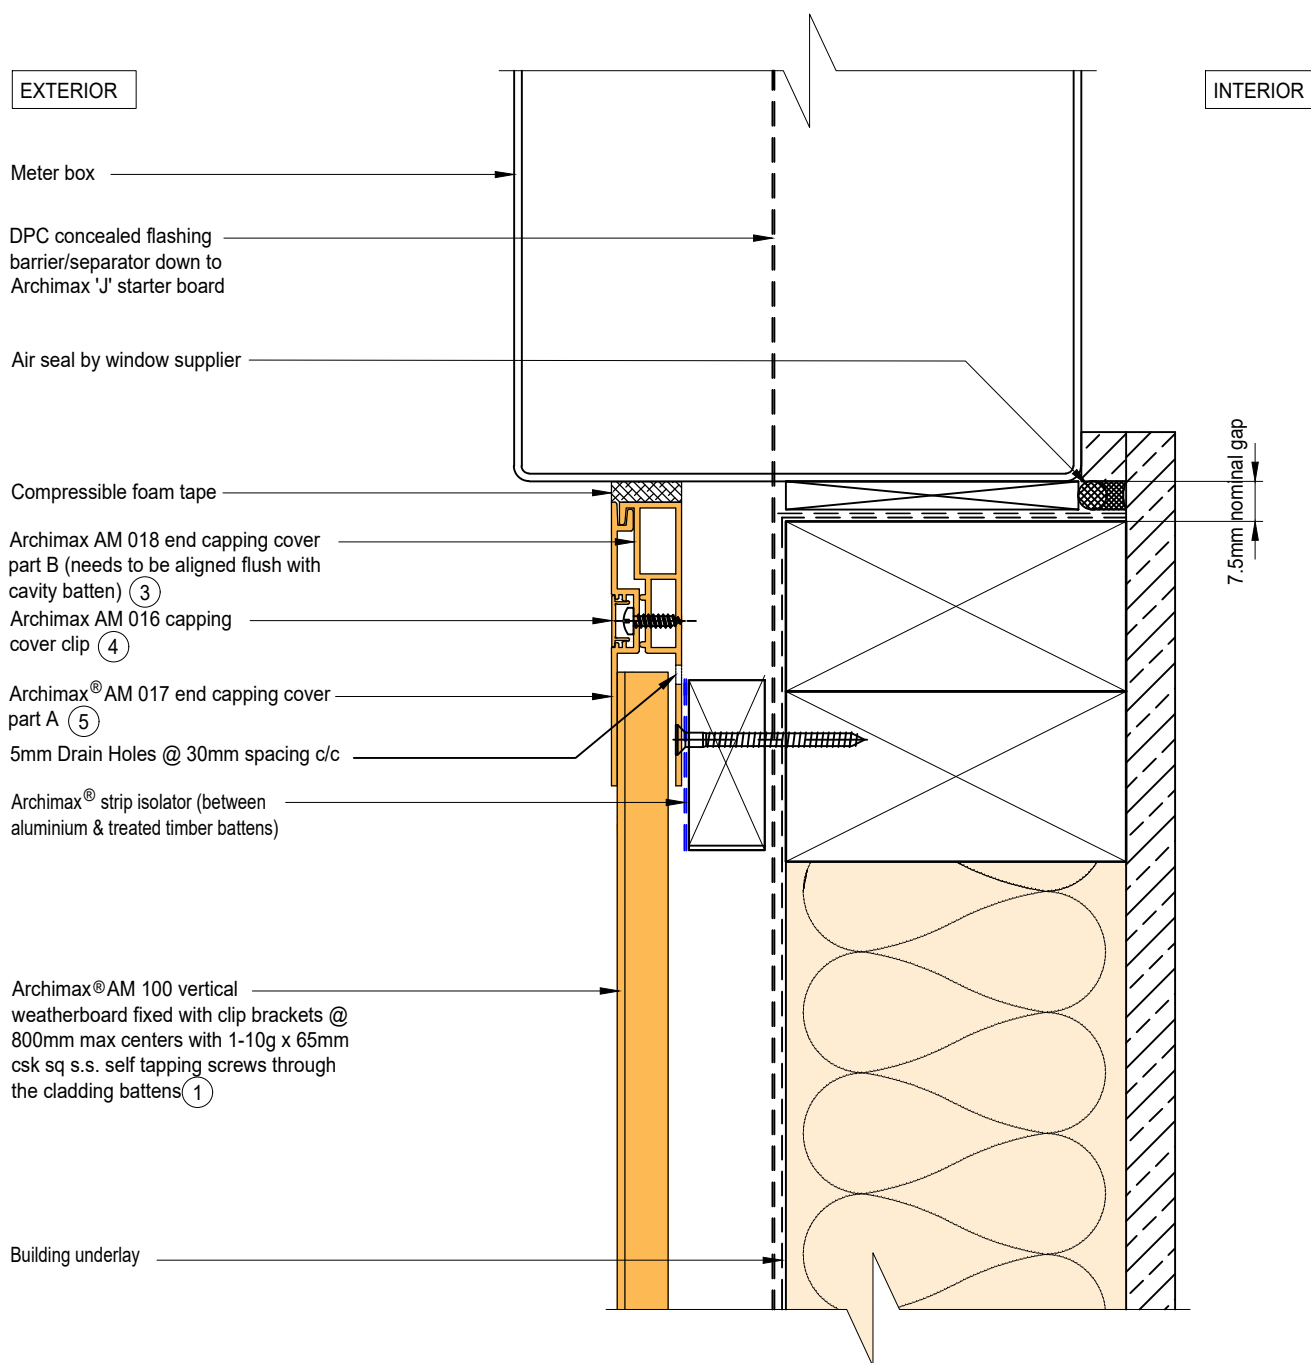 EXTERIOR
INTERIOR
Meter box
DPC concealed flashing
barrier/separator down to
Archimax 'J' starter board
Air seal by window supplier
7.5mm nominal gap
Compressible foam tape
Archimax AM 018 end capping cover
part B (needs to be aligned flush with
cavity batten) 3
Archimax AM 016 capping
cover clip 4
Archimax® AM 017 end capping cover
part A 5
5mm Drain Holes @ 30mm spacing c/c
Archimax® strip isolator (between
aluminium & treated timber battens)
Archimax® AM 100 vertical
weatherboard fixed with clip brackets @
800mm max centers with 1-10g x 65mm
csk sq s.s. self tapping screws through
the cladding battens 1
Building underlay